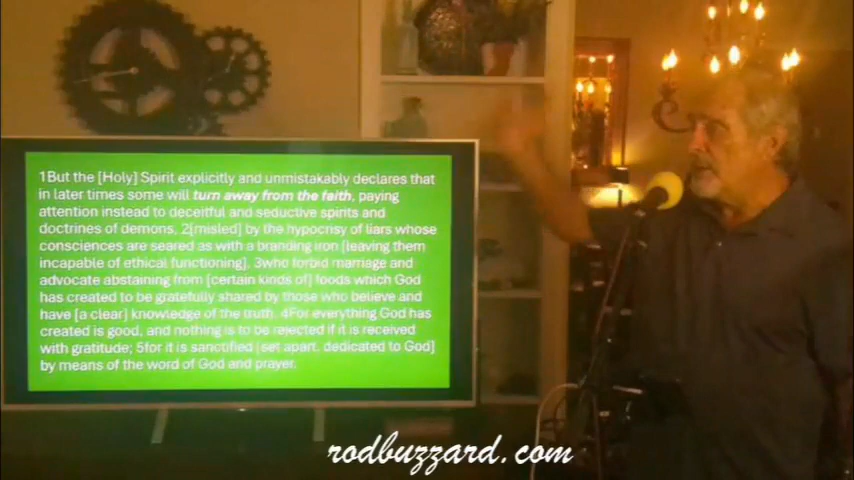 1But the [Holy] Spirit explicitly and unmistakably declares that
in later times some will turn away from the faith, paying
attention instead to deceitful and seductive spirits and
doctrines of demons, 2[misled] by the hypocrisy of liars whose
consciences are seared as with a branding iron [leaving them
incapable of ethical functioning], 3who forbid marriage and
advocate abstaining from [certain kinds of] foods which God
has created to be gratefully shared by those who believe and
have [a clear] knowledge of the truth. 4For everything God has
created is good, and nothing is to be rejected if it is received
with gratitude; 5for it is sanctified [set apart, dedicated to God]
by means of the word of God and prayer.
rodbuzzard.com